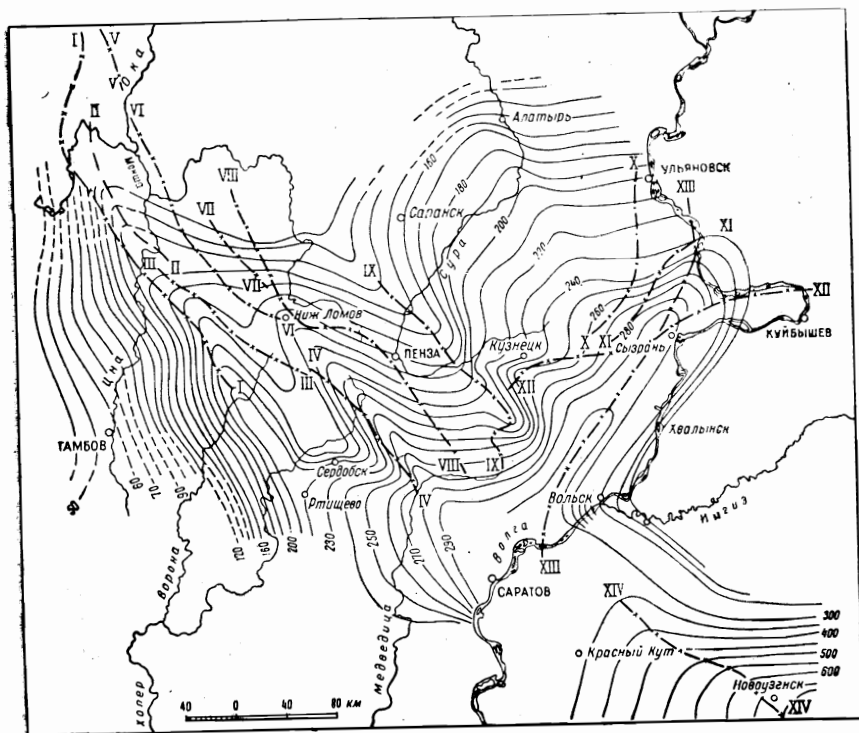 I
V
V
Юка
II
VI
Алатырь
VIII
160
X
УЛЬЯНОВСК
180
XIII
VII
Саранск
200
XI
Сура
III
II
IX
220
VII
240
XII
Ниж Ломов
260
КУЙБЫШЕВ
VI
280
Цна
IV
ПЕНЗА
Кузнецк
X
XI
Сызрань
III
XII
I
ТАМБОВ
Хвалынск
Сердобск
VIII
IX
50
60
70
90
Ртищево
IV
Вольск
Иргиз
120
160
200
230
250
270
290
Волга
XIII
Ворона
САРАТОВ
XIV
300
400
Медведица
Красный Кут
500
600
Новоузенск
Хопер
40
0
40
80 км
XIV